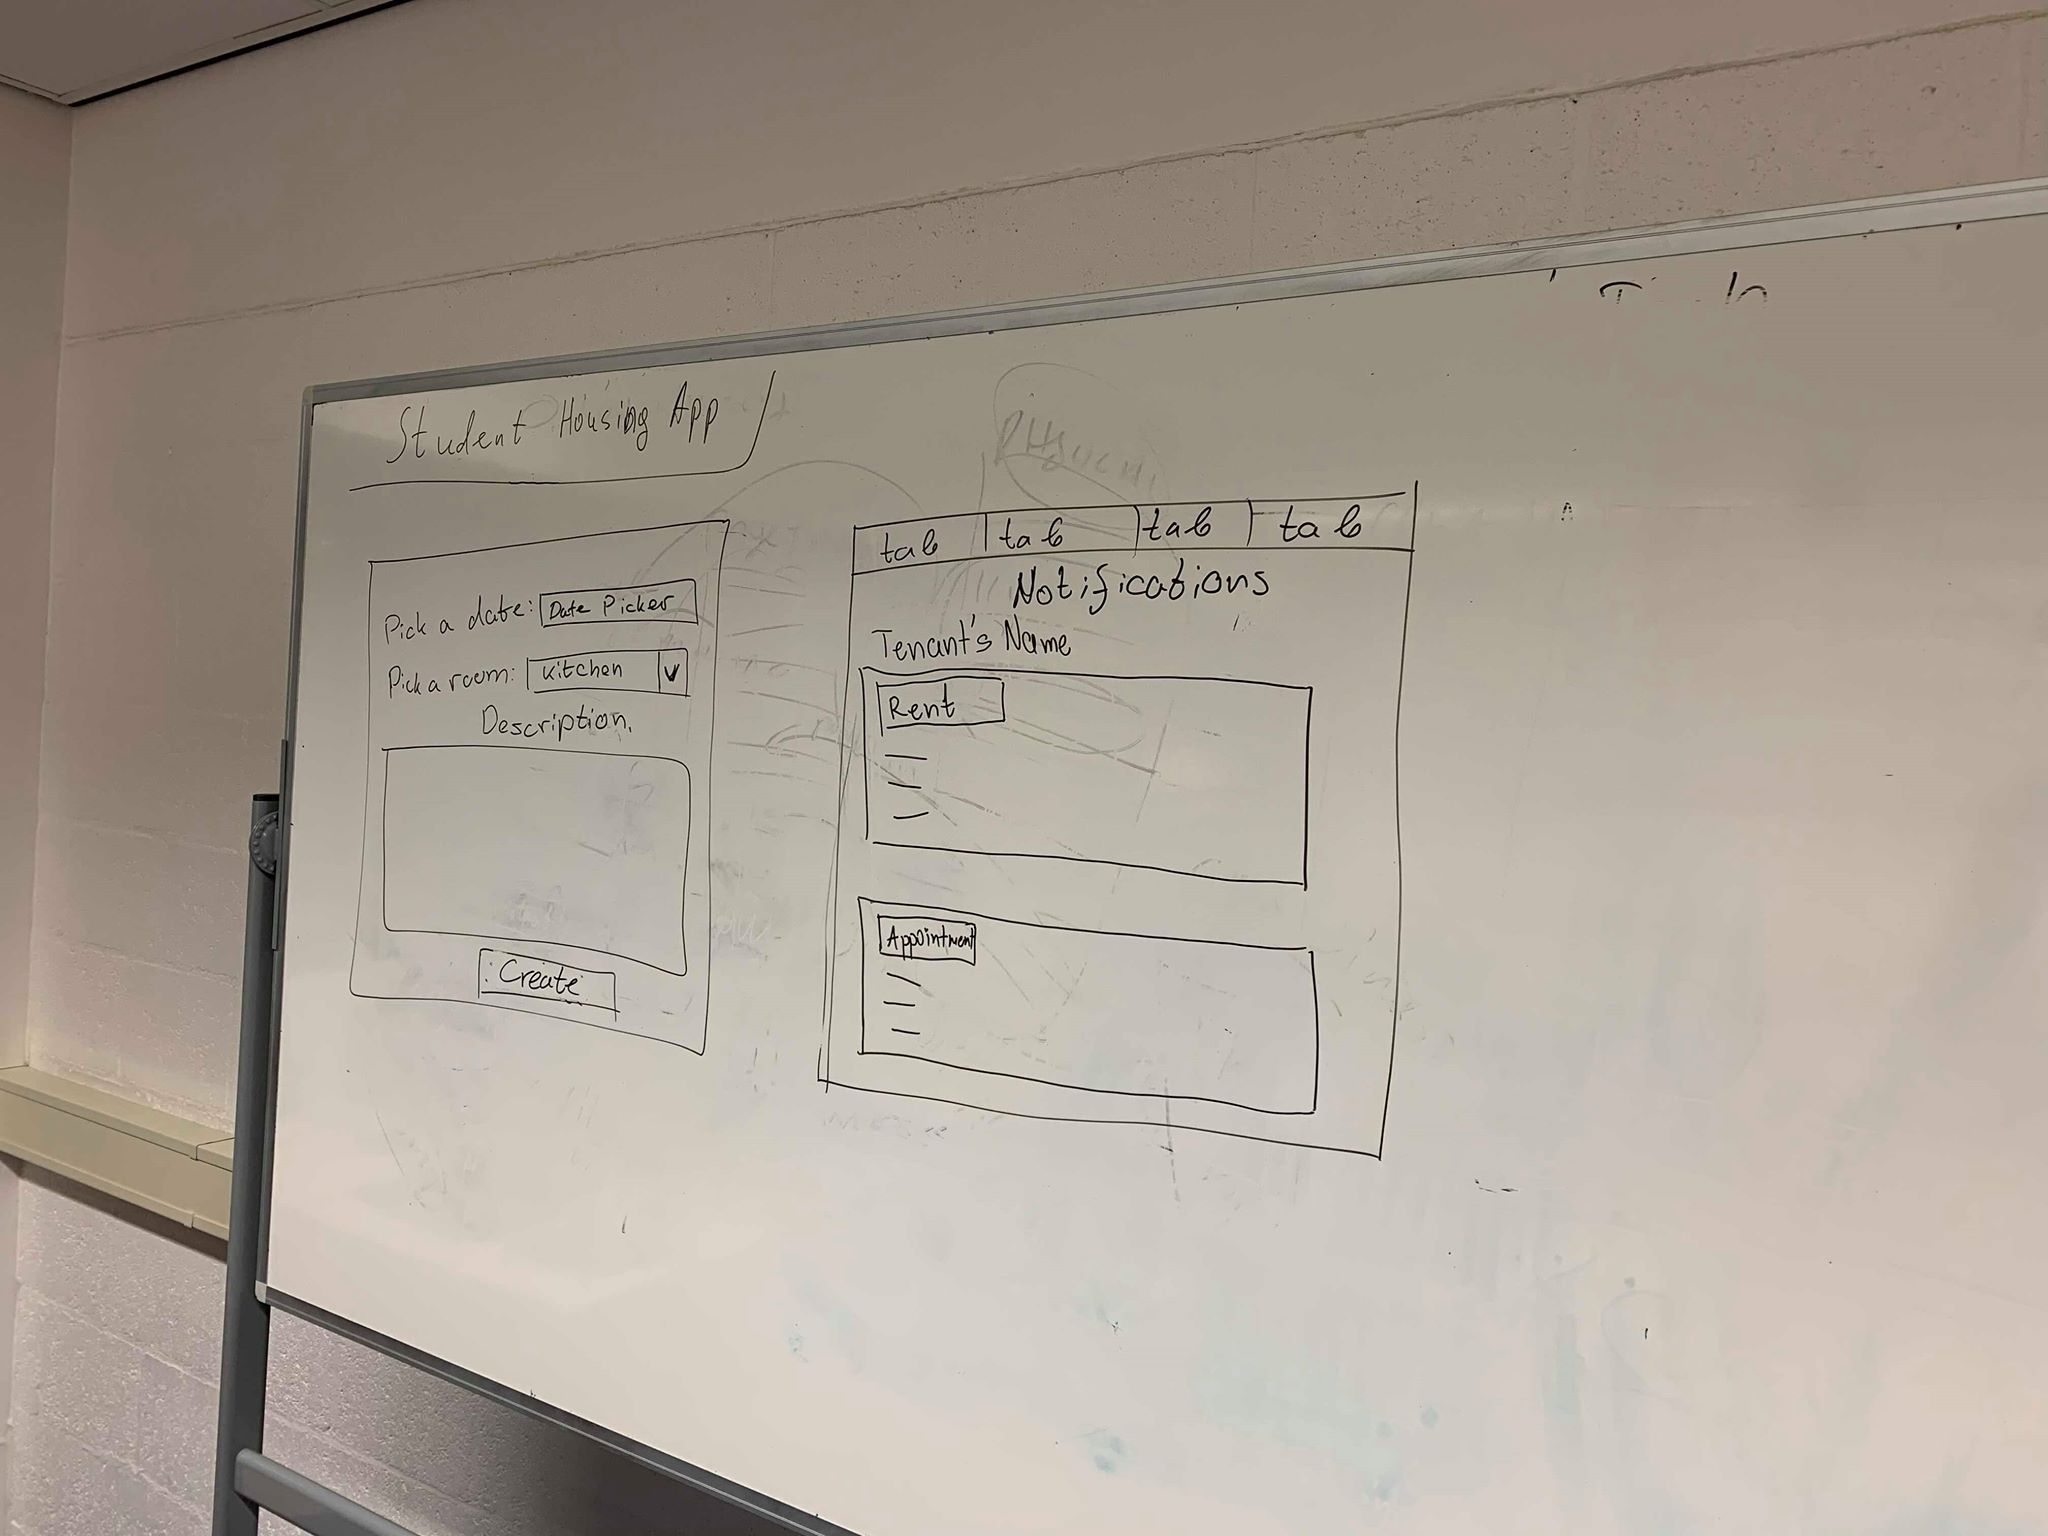 Student Housing App
Pick a date: Date Picker
Pick a room: Kitchen
Description.
Create
tab tab tab tab
Notifications
Tenant's Name
Rent
Appointment